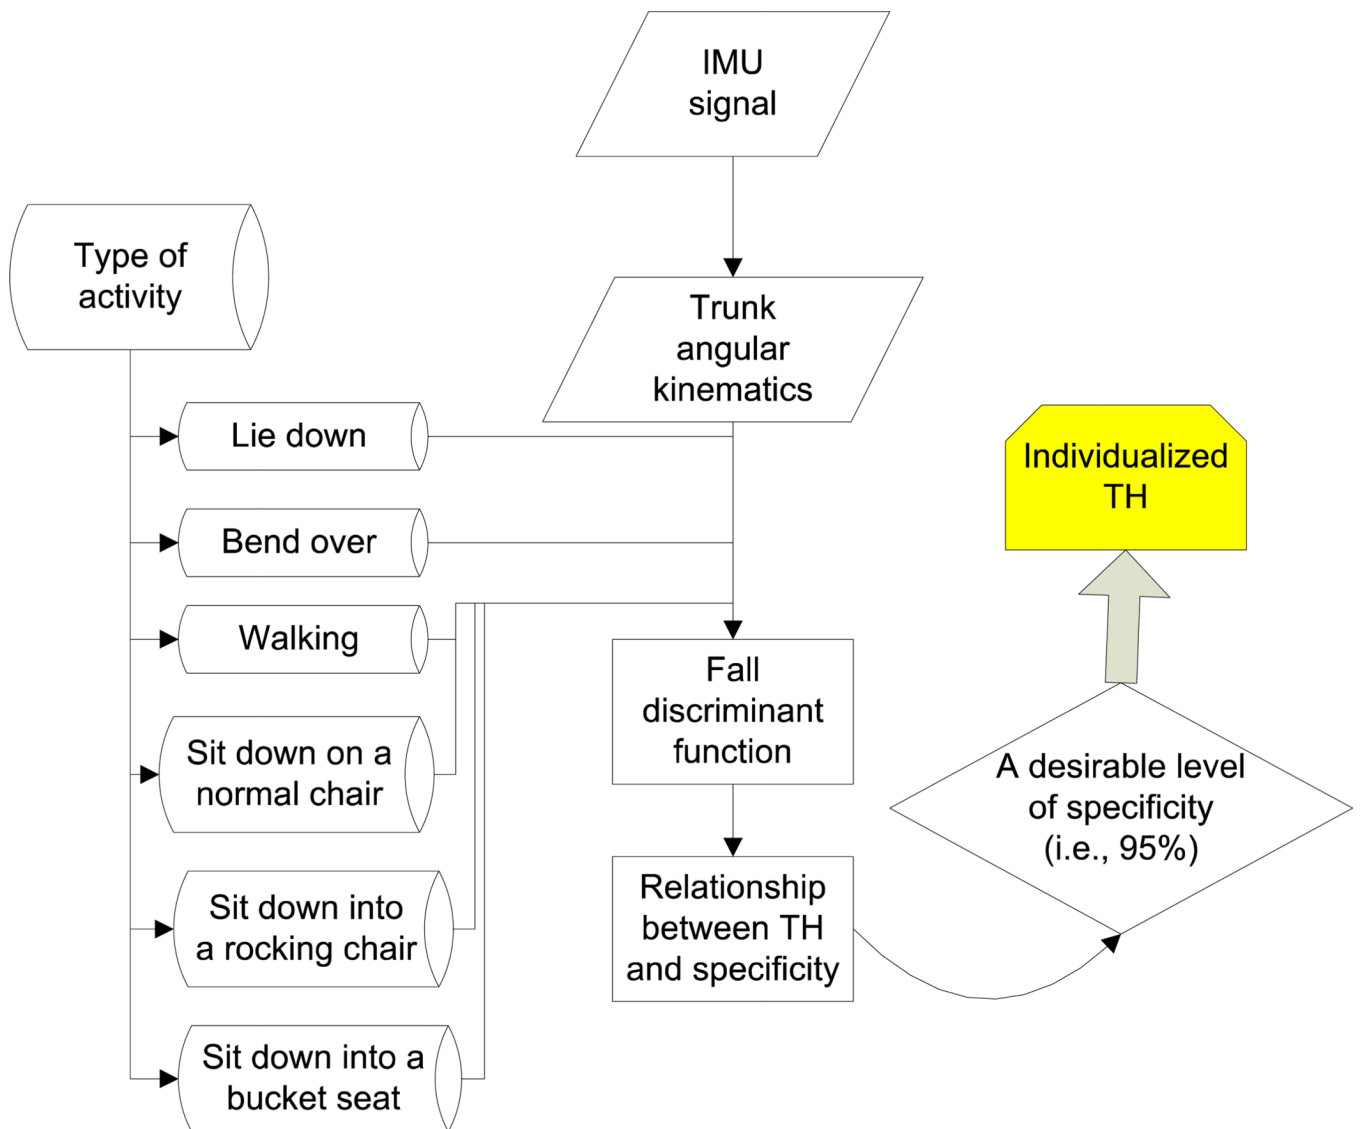 IMU
signal
Type of
activity
Trunk
angular
kinematics
Lie down
Bend over
Walking
Sit down on a
normal chair
Sit down into
a rocking chair
Sit down into a
bucket seat
Fall
discriminant
function
Relationship
between TH
and specificity
A desirable level
of specificity
(i.e., 95%)
Individualized
TH